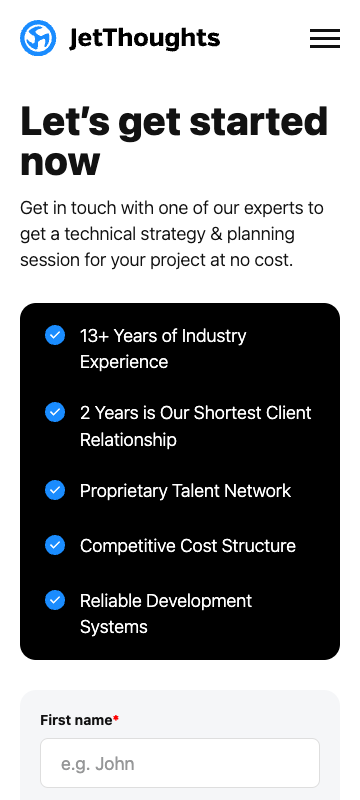 JetThoughts
Let’s get started
now
Get in touch with one of our experts to
get a technical strategy & planning
session for your project at no cost.
13+ Years of Industry
Experience
2 Years is Our Shortest Client
Relationship
Proprietary Talent Network
Competitive Cost Structure
Reliable Development
Systems
First name*
e.g. John